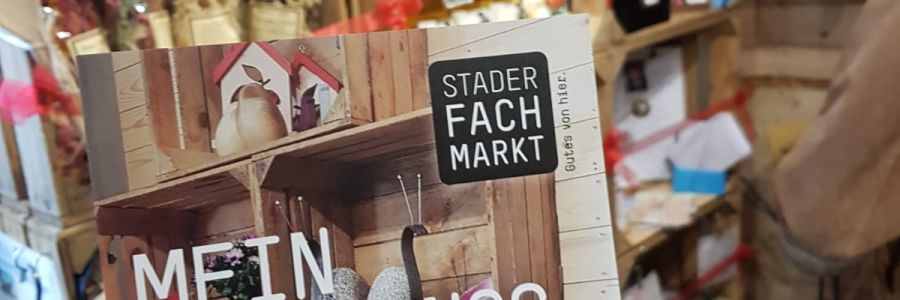 STADER
FACH
MARKT
Gutes von hier.
MEIN